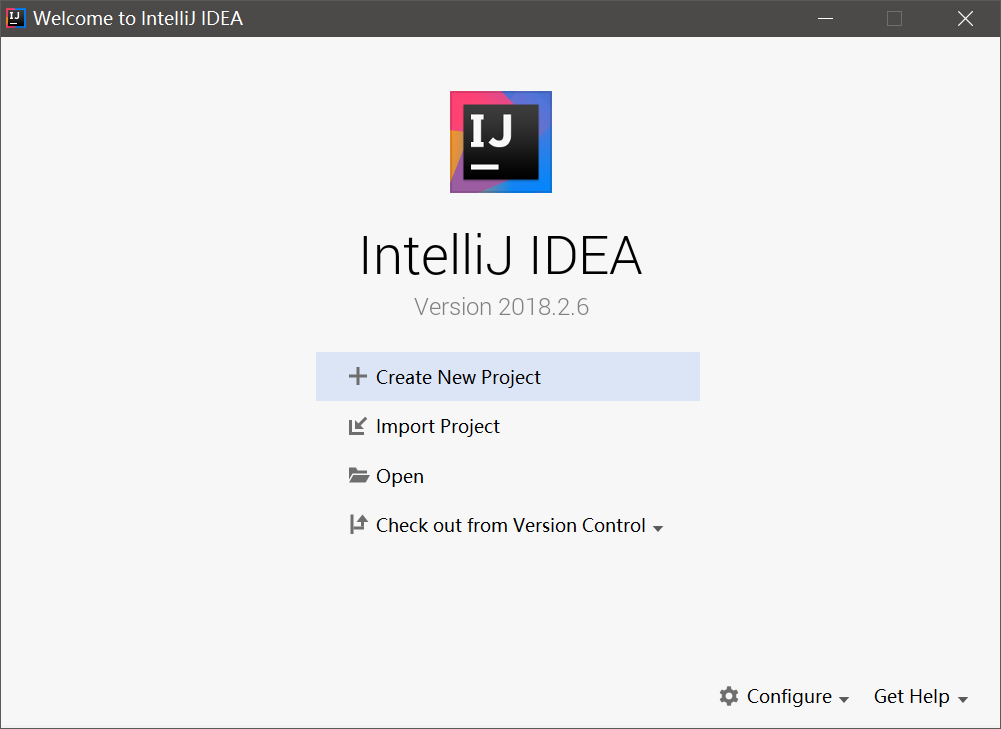 Welcome to IntelliJ IDEA
IJ
IntelliJ IDEA
Version 2018.2.6
Create New Project
Import Project
Open
Check out from Version Control
Configure Get Help